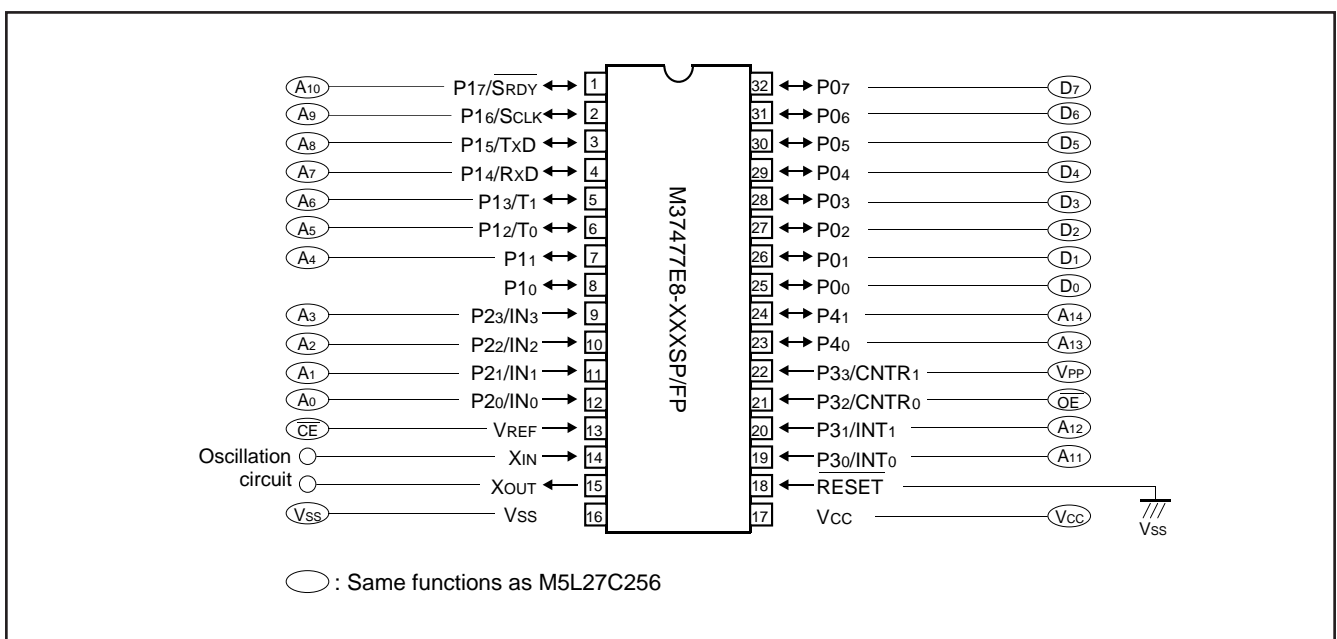 A10 P17/SRDY 1 32 P07 D7
A9 P16/SCLK 2 31 P06 D6
A8 P15/TXD 3 30 P05 D5
A7 P14/RXD 4 29 P04 D4
A6 P13/T1 5 28 P03 D3
A5 P12/T0 6 27 P02 D2
A4 P11 7 26 P01 D1
P10 8 25 P00 D0
A3 P23/IN3 9 24 P41 A14
A2 P22/IN2 10 23 P40 A13
A1 P21/IN1 11 22 P33/CNTR1 VPP
A0 P20/IN0 12 21 P32/CNTR0 OE
CE VREF 13 20 P31/INT1 A12
Oscillation XIN 14 19 P30/INT0 A11
circuit XOUT 15 18 RESET
VSS VSS 16 17 VCC VCC VSS
M37477E8-XXXSP/FP
: Same functions as M5L27C256